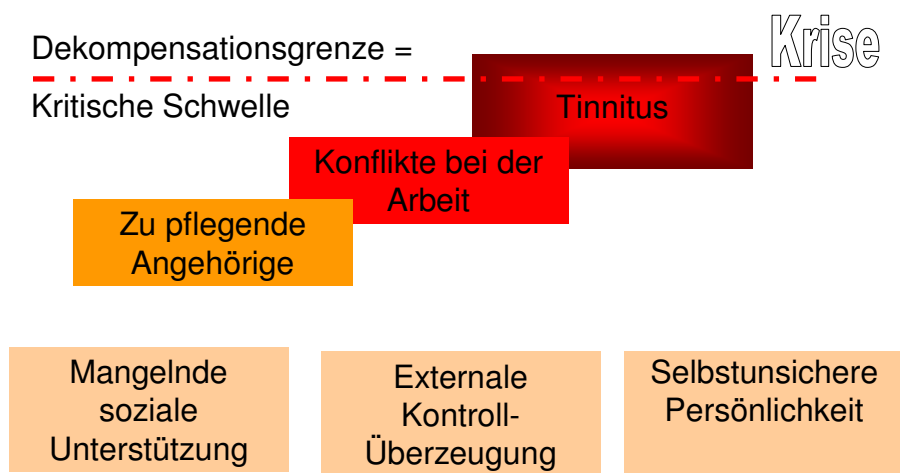 Dekompensationsgrenze =
Krise
Kritische Schwelle
Tinnitus
Konflikte bei der
Arbeit
Zu pflegende
Angehörige
Mangelnde
soziale
Unterstützung
Externale
Kontroll-
Überzeugung
Selbstunsichere
Persönlichkeit